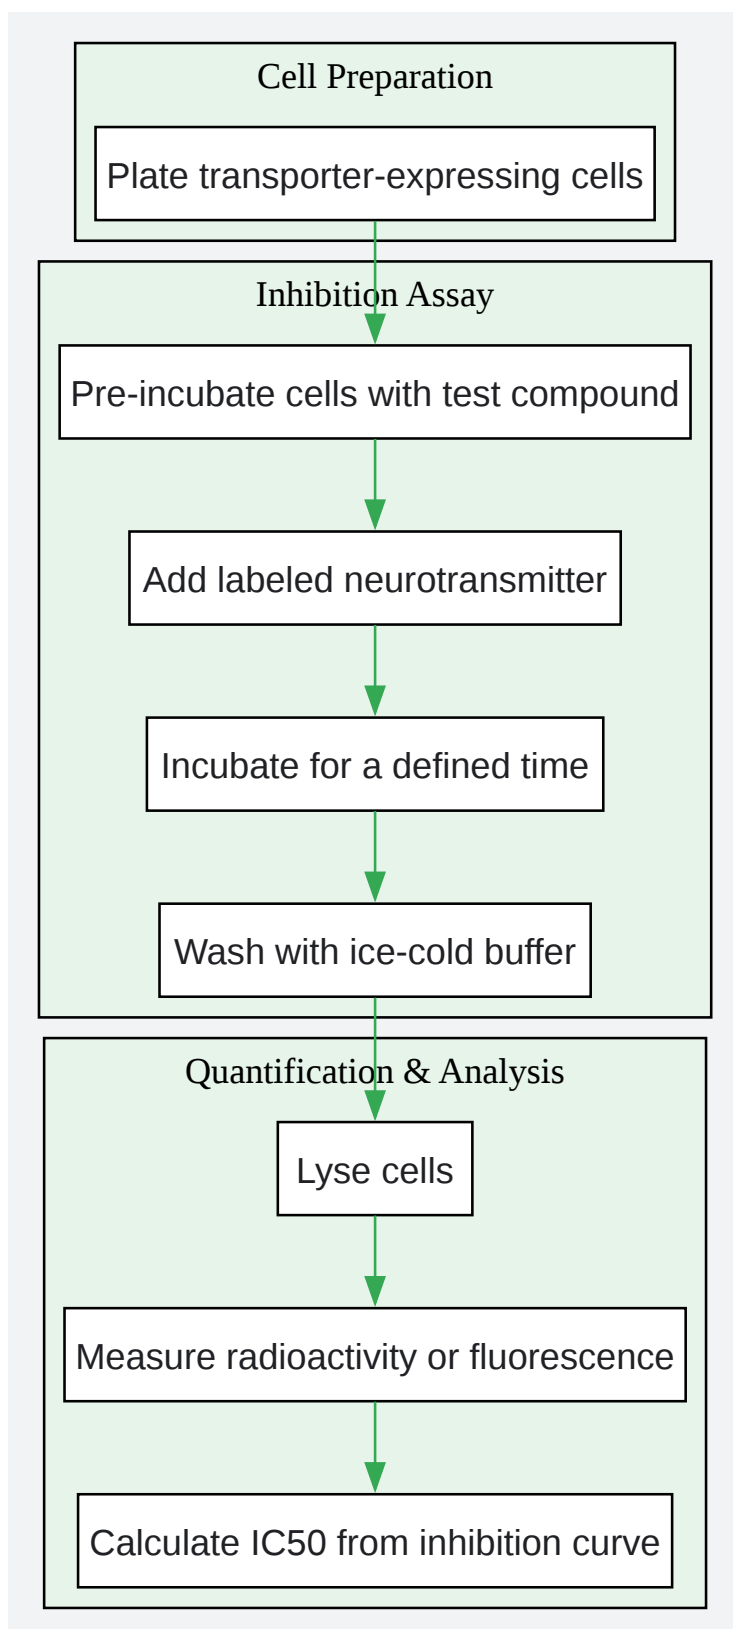 Cell Preparation
Plate transporter-expressing cells
Inhibition Assay
Pre-incubate cells with test compound
Add labeled neurotransmitter
Incubate for a defined time
Wash with ice-cold buffer
Quantification & Analysis
Lyse cells
Measure radioactivity or fluorescence
Calculate IC50 from inhibition curve